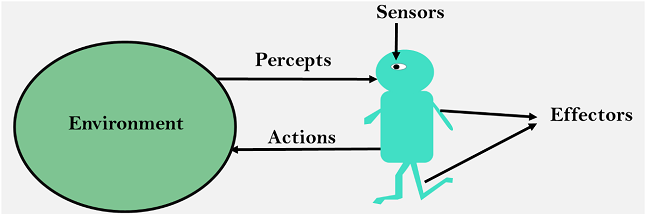 Sensors
Percepts
Environment
Effectors
Actions